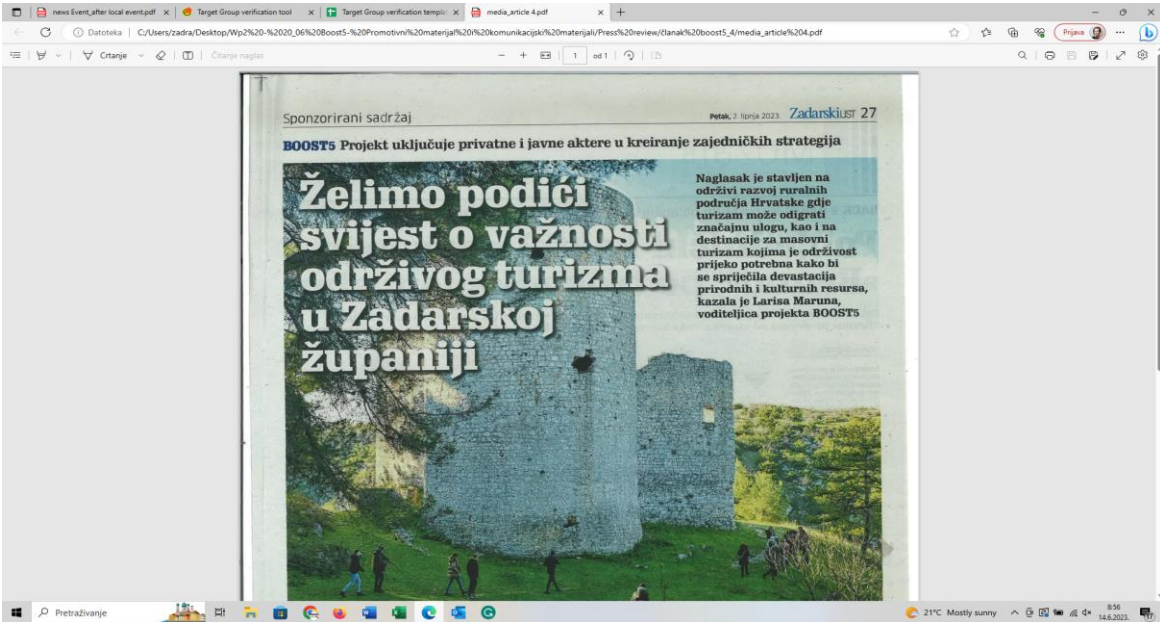 news Event_after local event.pdf
Target Group verification tool
Target Group verification templa
media_article 4.pdf
Datoteka
C:/Users/zadra/Desktop/Wp2%20-%2020_06%20Boost5-%20Promotivni%20materijal%20i%20komunikacijski%20materijali/Press%20review/članak%20boost5_4/media_article%204.pdf
Prijava
Crtanje
Čitanje naglas
1 od 1
Sponzorirani sadržaj
Petak, 2. lipnja 2023. Zadarski LIST 27
BOOST5 Projekt uključuje privatne i javne aktere u kreiranje zajedničkih strategija
Želimo podići
svijest o važnosti
održivog turizma
u Zadarskoj
županiji
Naglasak je stavljen na
održivi razvoj ruralnih
područja Hrvatske gdje
turizam može odigrati
značajnu ulogu, kao i na
destinacije za masovni
turizam kojima je održivost
prijeko potrebna kako bi
se spriječila devastacija
prirodnih i kulturnih resursa,
kazala je Larisa Maruna,
voditeljica projekta BOOST5
Pretraživanje
21°C Mostly sunny
8:56
14.6.2023.